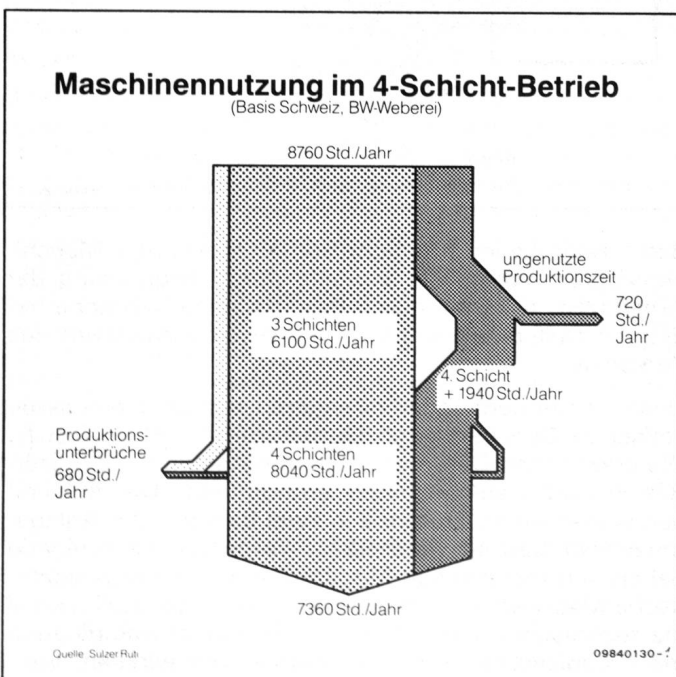 Maschinennutzung im 4-Schicht-Betrieb
(Basis Schweiz, BW-Weberei)
8760 Std./Jahr
ungenutzte
Produktionszeit
720
Std./
Jahr
3 Schichten
6100 Std./Jahr
4. Schicht
+ 1940 Std./Jahr
Produktions-
unterbrüche
680 Std./
Jahr
4 Schichten
8040 Std./Jahr
7360 Std./Jahr
Quelle Sulzer
09840130-